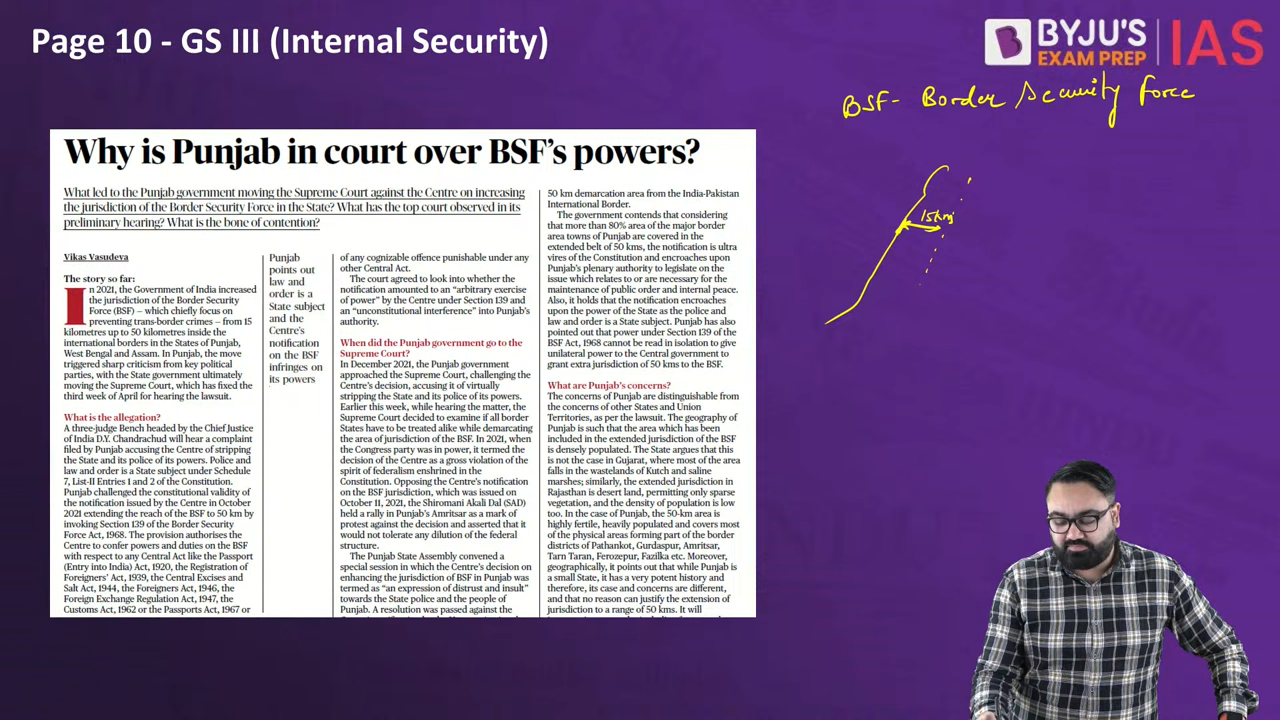 Page 10 - GS III (Internal Security)
BYJU'S
EXAM PREP
IAS
BSF- Border Security Force
15kms
Why is Punjab in court over BSF's powers?
What led to the Punjab government moving the Supreme Court against the Centre on increasing
the jurisdiction of the Border Security Force in the State? What has the top court observed in its
preliminary hearing? What is the bone of contention?
Vikas Vasudeva
The story so far:
In 2021, the Government of India increased
the jurisdiction of the Border Security
Force (BSF) — which chiefly focus on
preventing trans-border crimes — from 15
kilometres up to 50 kilometres inside the
international borders in the States of Punjab,
West Bengal and Assam. In Punjab, the move
triggered sharp criticism from key political
parties, with the State government ultimately
moving the Supreme Court, which has fixed the
third week of April for hearing the lawsuit.
What is the allegation?
A three-judge Bench headed by the Chief Justice
of India D.Y. Chandrachud will hear a complaint
filed by Punjab accusing the Centre of stripping
the State and its police of its powers. Police and
law and order is a State subject under Schedule
7, List-II Entries 1 and 2 of the Constitution.
Punjab challenged the constitutional validity of
the notification issued by the Centre in October
2021 extending the reach of the BSF to 50 km by
invoking Section 139 of the Border Security
Force Act, 1968. The provision authorises the
Centre to confer powers and duties on the BSF
with respect to any Central Act like the Passport
(Entry into India) Act, 1920, the Registration of
Foreigners' Act, 1939, the Central Excises and
Salt Act, 1944, the Foreigners Act, 1946, the
Foreign Exchange Regulation Act, 1947, the
Customs Act, 1962 or the Passports Act, 1967 or
Punjab
points out
law and
order is a
State subject
and the
Centre's
notification
on the BSF
infringes on
its powers
of any cognizable offence punishable under any
other Central Act.
The court agreed to look into whether the
notification amounted to an "arbitrary exercise
of power" by the Centre under Section 139 and
an "unconstitutional interference" into Punjab's
authority.
When did the Punjab government go to the
Supreme Court?
In December 2021, the Punjab government
approached the Supreme Court, challenging the
Centre's decision, accusing it of virtually
stripping the State and its police of its powers.
Earlier this week, while hearing the matter, the
Supreme Court decided to examine if all border
States have to be treated alike while demarcating
the area of jurisdiction of the BSF. In 2021, when
the Congress party was in power, it termed the
decision of the Centre as a gross violation of the
spirit of federalism enshrined in the
Constitution. Opposing the Centre's notification
on the BSF jurisdiction, which was issued on
October 11, 2021, the Shiromani Akali Dal (SAD)
held a rally in Punjab's Amritsar as a mark of
protest against the decision and asserted that it
would not tolerate any dilution of the federal
structure.
The Punjab State Assembly convened a
special session in which the Centre's decision on
enhancing the jurisdiction of BSF in Punjab was
termed as "an expression of distrust and insult"
towards the State police and the people of
Punjab. A resolution was passed against the
50 km demarcation area from the India-Pakistan
International Border.
The government contends that considering
that more than 80% area of the major border
area towns of Punjab are covered in the
extended belt of 50 kms, the notification is ultra
vires of the Constitution and encroaches upon
Punjab's plenary authority to legislate on the
issue which relates to or are necessary for the
maintenance of public order and internal peace.
Also, it holds that the notification encroaches
upon the power of the State as the police and
law and order is a State subject. Punjab has also
pointed out that power under Section 139 of the
BSF Act, 1968 cannot be read in isolation to give
unilateral power to the Central government to
grant extra jurisdiction of 50 kms to the BSF.
What are Punjab's concerns?
The concerns of Punjab are distinguishable from
the concerns of other States and Union
Territories, as per the lawsuit. The geography of
Punjab is such that the area which has been
included in the extended jurisdiction of the BSF
is densely populated. The State argues that this
is not the case in Gujarat, where most of the area
falls in the wastelands of Kutch and saline
marshes; similarly, the extended jurisdiction in
Rajasthan is desert land, permitting only sparse
vegetation, and the density of population is low
too. In the case of Punjab, the 50-km area is
highly fertile, heavily populated and covers most
of the physical areas forming part of the border
districts of Pathankot, Gurdaspur, Amritsar,
Tarn Taran, Ferozepur, Fazilka etc. Moreover,
geographically, it points out that while Punjab is
a small State, it has a very potent history and
therefore, its case and concerns are different,
and that no reason can justify the extension of
jurisdiction to a range of 50 kms. It will